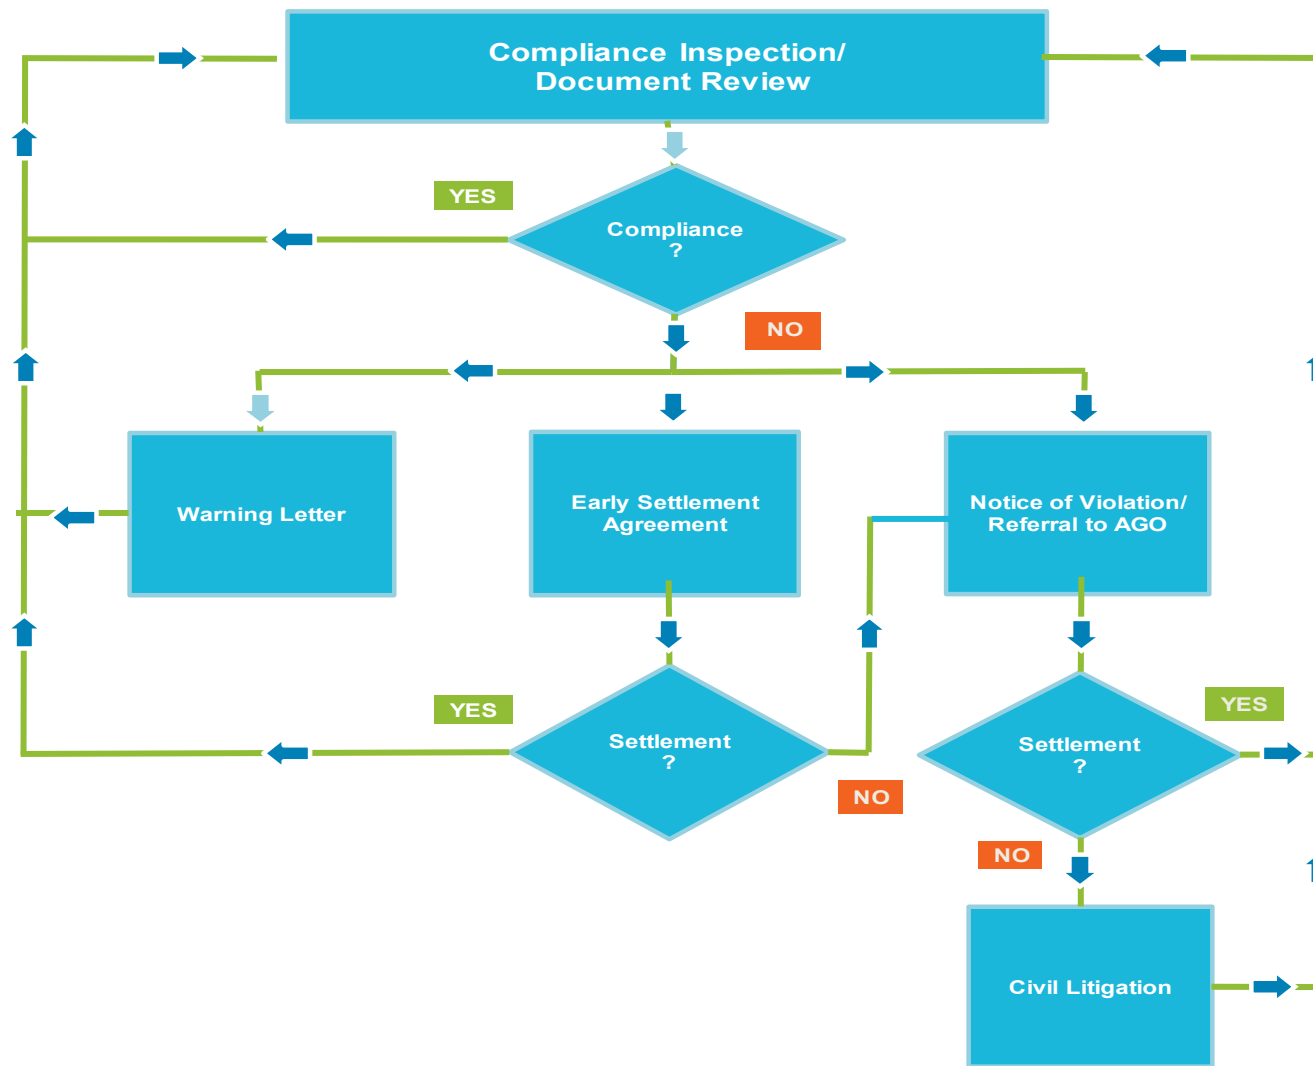 Compliance Inspection/
Document Review
YES
Compliance
?
NO
Warning Letter
Early Settlement
Agreement
Notice of Violation/
Referral to AGO
YES
Settlement
?
NO
Settlement
?
YES
NO
Civil Litigation